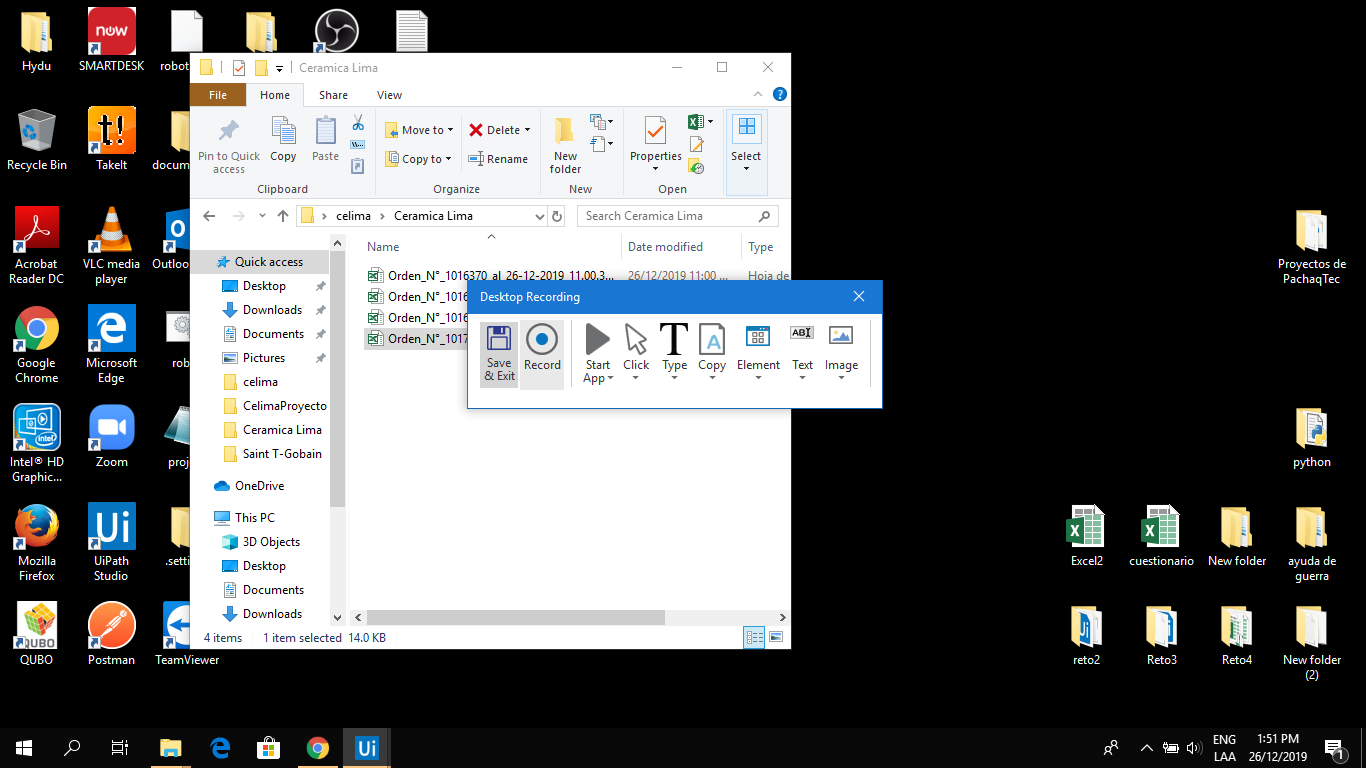 Hydu
SMARTDESK
now
robot
Recycle Bin
TakeIt
t!
docum
Acrobat
Reader DC
VLC media
player
Outloo
Google
Chrome
Microsoft
Edge
rob
Intel® HD
Graphic...
Zoom
proj
Mozilla
Firefox
UiPath
Studio
Ui
.setti
QUBO
QUBO
Postman
TeamViewer
Ceramica Lima
File
Home
Share
View
Pin to Quick
access
Copy
Paste
Clipboard
Move to
Copy to
Delete
Rename
Organize
New
folder
New
Properties
Open
Select
celima
Ceramica Lima
Search Ceramica Lima
Name
Date modified
Type
Quick access
Desktop
Downloads
Documents
Pictures
celima
CelimaProyecto
Ceramica Lima
Saint T-Gobain
OneDrive
This PC
3D Objects
Desktop
Documents
Downloads
Orden_N°_1016370_al_26-12-2019_11.00.3...
26/12/2019 11:00 ...
Hoja de
Orden_N°_1016
Orden_N°_1016
Orden_N°_1017
4 items
1 item selected 14.0 KB
Desktop Recording
Save
& Exit
Record
Start
App
Click
T
Type
A
Copy
Element
AB
Text
Image
Proyectos de
PachaqTec
python
Excel2
cuestionario
New folder
ayuda de
guerra
reto2
Reto3
Reto4
New folder
(2)
Ui
ENG
LAA
1:51 PM
26/12/2019
1